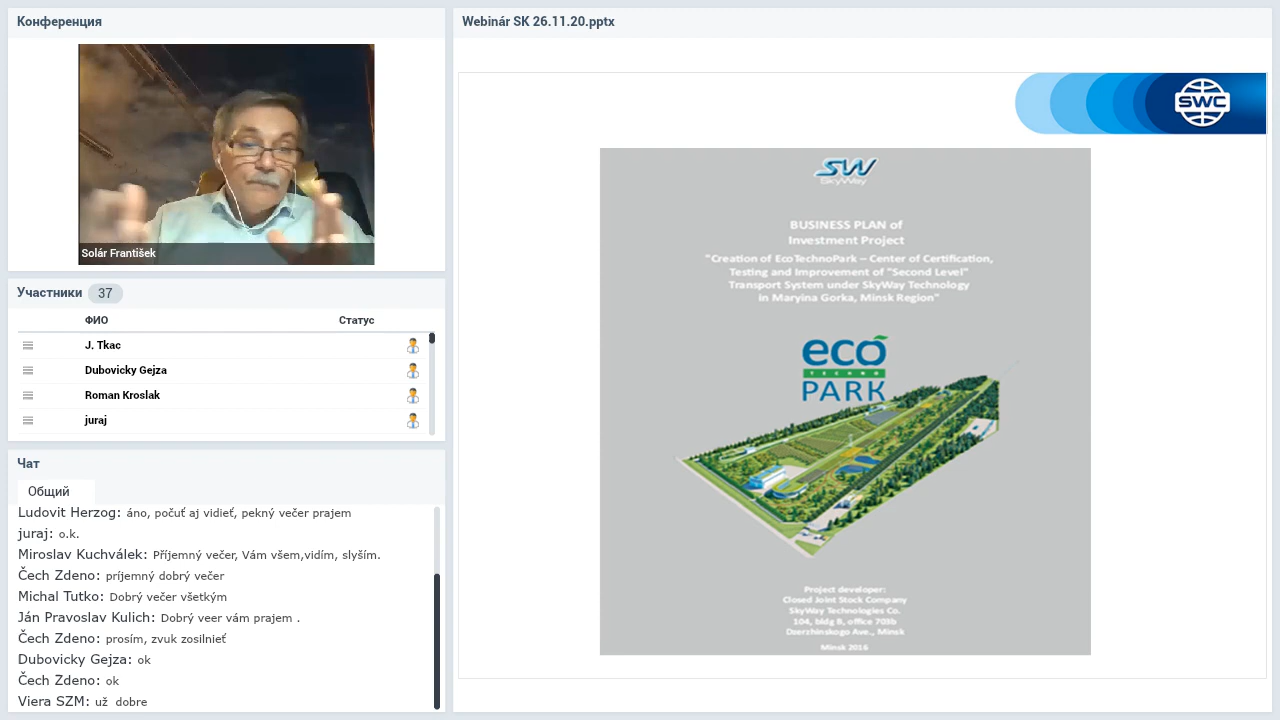 Конференция
Solár František
Участники 37
ФИО Статус
J. Tkac
Dubovicky Gejza
Roman Kroslak
juraj
Чат
Общий
Ludovit Herzog: áno, počuť aj vidieť, pekný večer prajem
juraj: o.k.
Miroslav Kuchválek: Příjemný večer, Vám všem,vidím, slyším.
Čech Zdeno: príjemný dobrý večer
Michal Tutko: Dobrý večer všetkým
Ján Pravoslav Kulich: Dobrý veer vám prajem .
Čech Zdeno: prosím, zvuk zosilnieť
Dubovicky Gejza: ok
Čech Zdeno: ok
Viera SZM: už dobre
Webinár SK 26.11.20.pptx
SWC
SW
SkyWay
BUSINESS PLAN of
Investment Project
"Creation of EcoTechnoPark – Center of Certification,
Testing and Improvement of "Second Level"
Transport System under SkyWay Technology
in Maryina Gorka, Minsk Region"
eco
TECHNO
PARK
Project developer:
Closed Joint Stock Company
SkyWay Technologies Co.
104, bldg 8, office 703b
Dzerzhinskogo Ave., Minsk
Minsk 2016